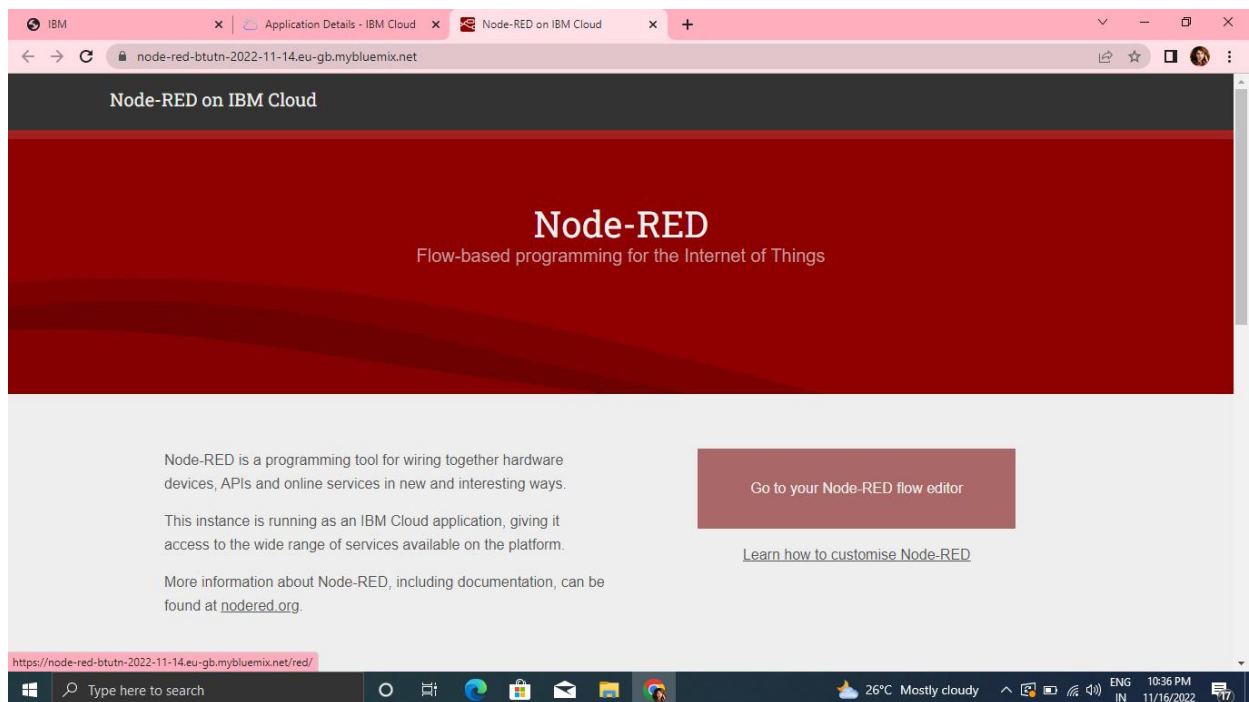 IBM
Application Details - IBM Cloud
Node-RED on IBM Cloud
node-red-btutn-2022-11-14.eu-gb.mybluemix.net
Node-RED on IBM Cloud
Node-RED
Flow-based programming for the Internet of Things
Node-RED is a programming tool for wiring together hardware
devices, APIs and online services in new and interesting ways.
This instance is running as an IBM Cloud application, giving it
access to the wide range of services available on the platform.
More information about Node-RED, including documentation, can be
found at nodered.org.
Go to your Node-RED flow editor
Learn how to customise Node-RED
https://node-red-btutn-2022-11-14.eu-gb.mybluemix.net/red/
Type here to search
26°C Mostly cloudy
ENG
IN
10:36 PM
11/16/2022
17